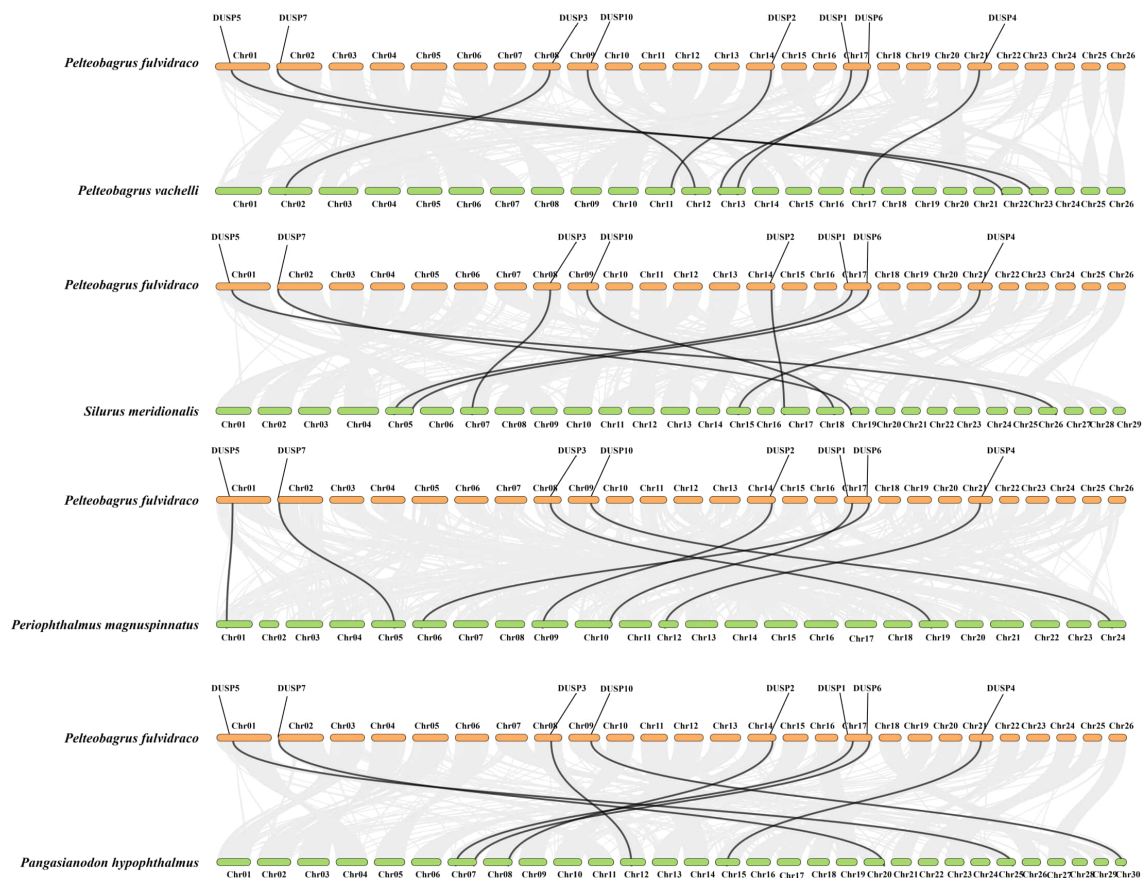 DUSP5 DUSP7 DUSP3 DUSP10 DUSP2 DUSP1 DUSP6 DUSP4
Chr01 Chr02 Chr03 Chr04 Chr05 Chr06 Chr07 Chr08 Chr09 Chr10 Chr11 Chr12 Chr13 Chr14 Chr15 Chr16 Chr17 Chr18 Chr19 Chr20 Chr21 Chr22 Chr23 Chr24 Chr25 Chr26
Pelteobagrus fulvidraco
Pelteobagrus vachelli
Chr01 Chr02 Chr03 Chr04 Chr05 Chr06 Chr07 Chr08 Chr09 Chr10 Chr11 Chr12 Chr13 Chr14 Chr15 Chr16 Chr17 Chr18 Chr19 Chr20 Chr21 Chr22 Chr23 Chr24 Chr25 Chr26
DUSP5 DUSP7 DUSP3 DUSP10 DUSP2 DUSP1 DUSP6 DUSP4
Chr01 Chr02 Chr03 Chr04 Chr05 Chr06 Chr07 Chr08 Chr09 Chr10 Chr11 Chr12 Chr13 Chr14 Chr15 Chr16 Chr17 Chr18 Chr19 Chr20 Chr21 Chr22 Chr23 Chr24 Chr25 Chr26
Pelteobagrus fulvidraco
Silurus meridionalis
Chr01 Chr02 Chr03 Chr04 Chr05 Chr06 Chr07 Chr08 Chr09 Chr10 Chr11 Chr12 Chr13 Chr14 Chr15 Chr16 Chr17 Chr18 Chr19 Chr20 Chr21 Chr22 Chr23 Chr24 Chr25 Chr26 Chr27 Chr28 Chr29
DUSP5 DUSP7 DUSP3 DUSP10 DUSP2 DUSP1 DUSP6 DUSP4
Chr01 Chr02 Chr03 Chr04 Chr05 Chr06 Chr07 Chr08 Chr09 Chr10 Chr11 Chr12 Chr13 Chr14 Chr15 Chr16 Chr17 Chr18 Chr19 Chr20 Chr21 Chr22 Chr23 Chr24 Chr25 Chr26
Pelteobagrus fulvidraco
Periophthalmus magnuspinnatus
Chr01 Chr02 Chr03 Chr04 Chr05 Chr06 Chr07 Chr08 Chr09 Chr10 Chr11 Chr12 Chr13 Chr14 Chr15 Chr16 Chr17 Chr18 Chr19 Chr20 Chr21 Chr22 Chr23 Chr24
DUSP5 DUSP7 DUSP3 DUSP10 DUSP2 DUSP1 DUSP6 DUSP4
Chr01 Chr02 Chr03 Chr04 Chr05 Chr06 Chr07 Chr08 Chr09 Chr10 Chr11 Chr12 Chr13 Chr14 Chr15 Chr16 Chr17 Chr18 Chr19 Chr20 Chr21 Chr22 Chr23 Chr24 Chr25 Chr26
Pelteobagrus fulvidraco
Pangasianodon hypophthalmus
Chr01 Chr02 Chr03 Chr04 Chr05 Chr06 Chr07 Chr08 Chr09 Chr10 Chr11 Chr12 Chr13 Chr14 Chr15 Chr16 Chr17 Chr18 Chr19 Chr20 Chr21 Chr22 Chr23 Chr24 Chr25 Chr26 Chr27 Chr28 Chr29 Chr30